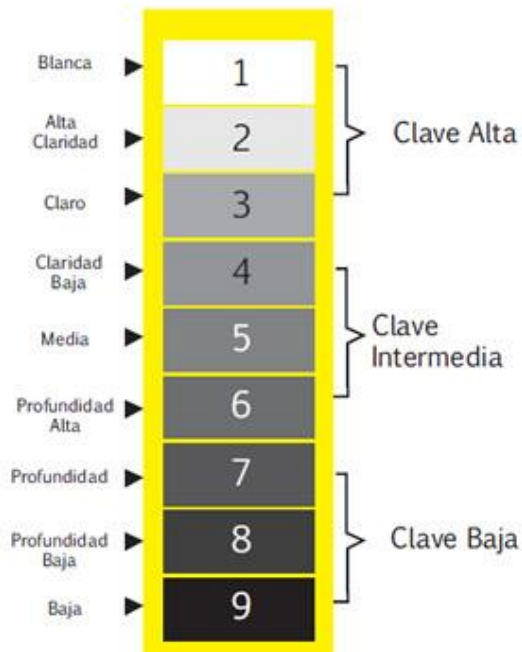 Blanca
1
Alta
Claridad
2
Clave Alta
Claro
3
Claridad
Baja
4
Media
5
Clave
Intermedia
Profundidad
Alta
6
Profundidad
7
Profundidad
Baja
8
Clave Baja
Baja
9